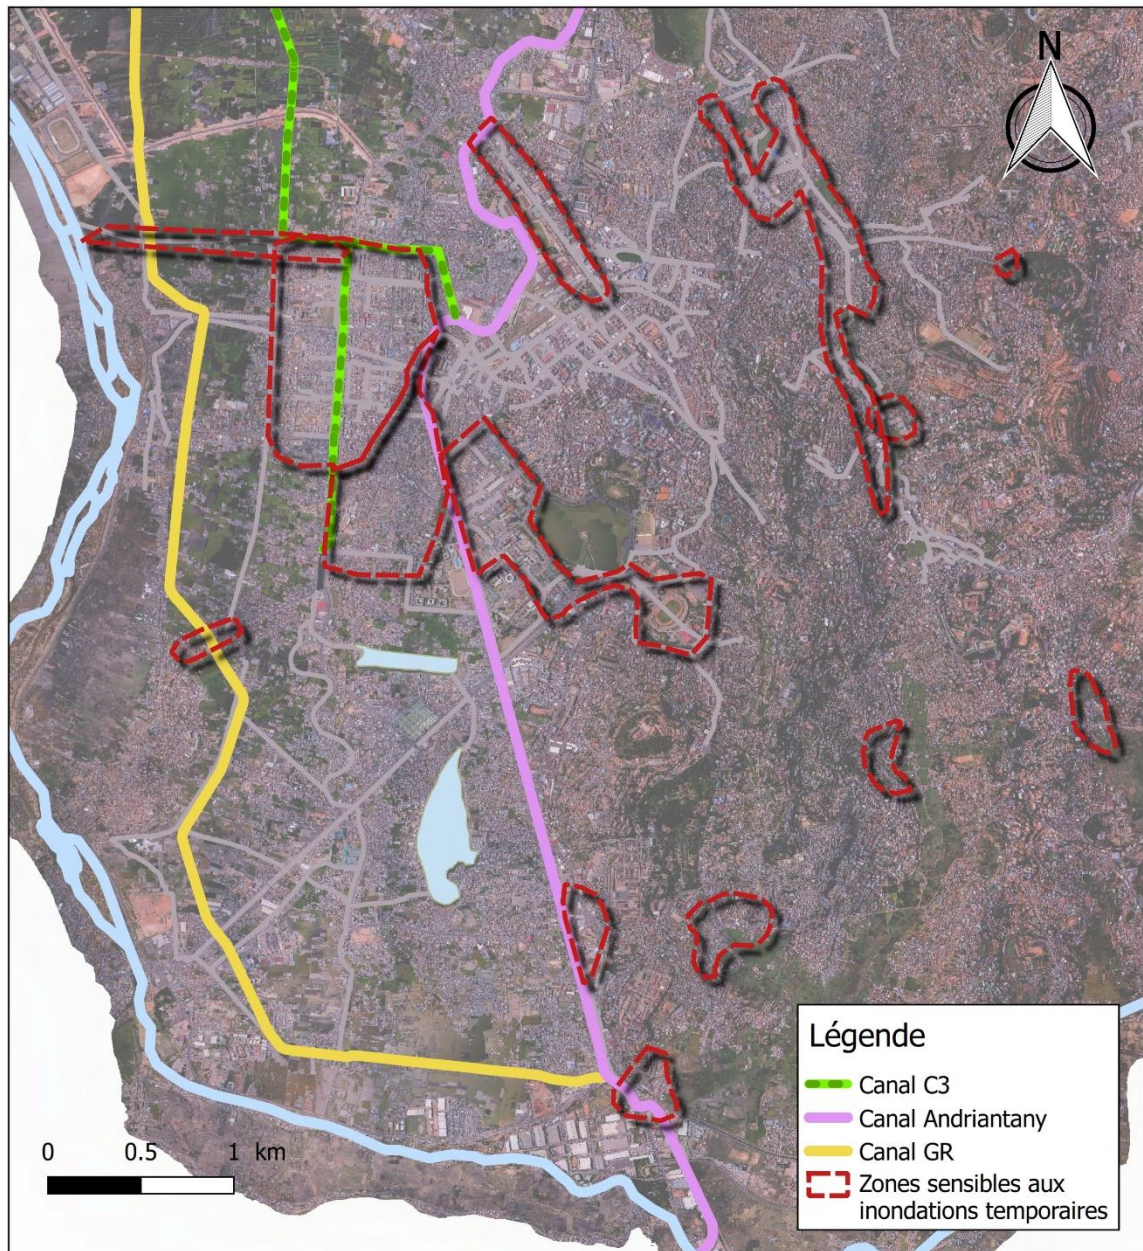 N
Légende
Canal C3
Canal Andriantany
Canal GR
Zones sensibles aux
inondations temporaires
0 0.5 1 km